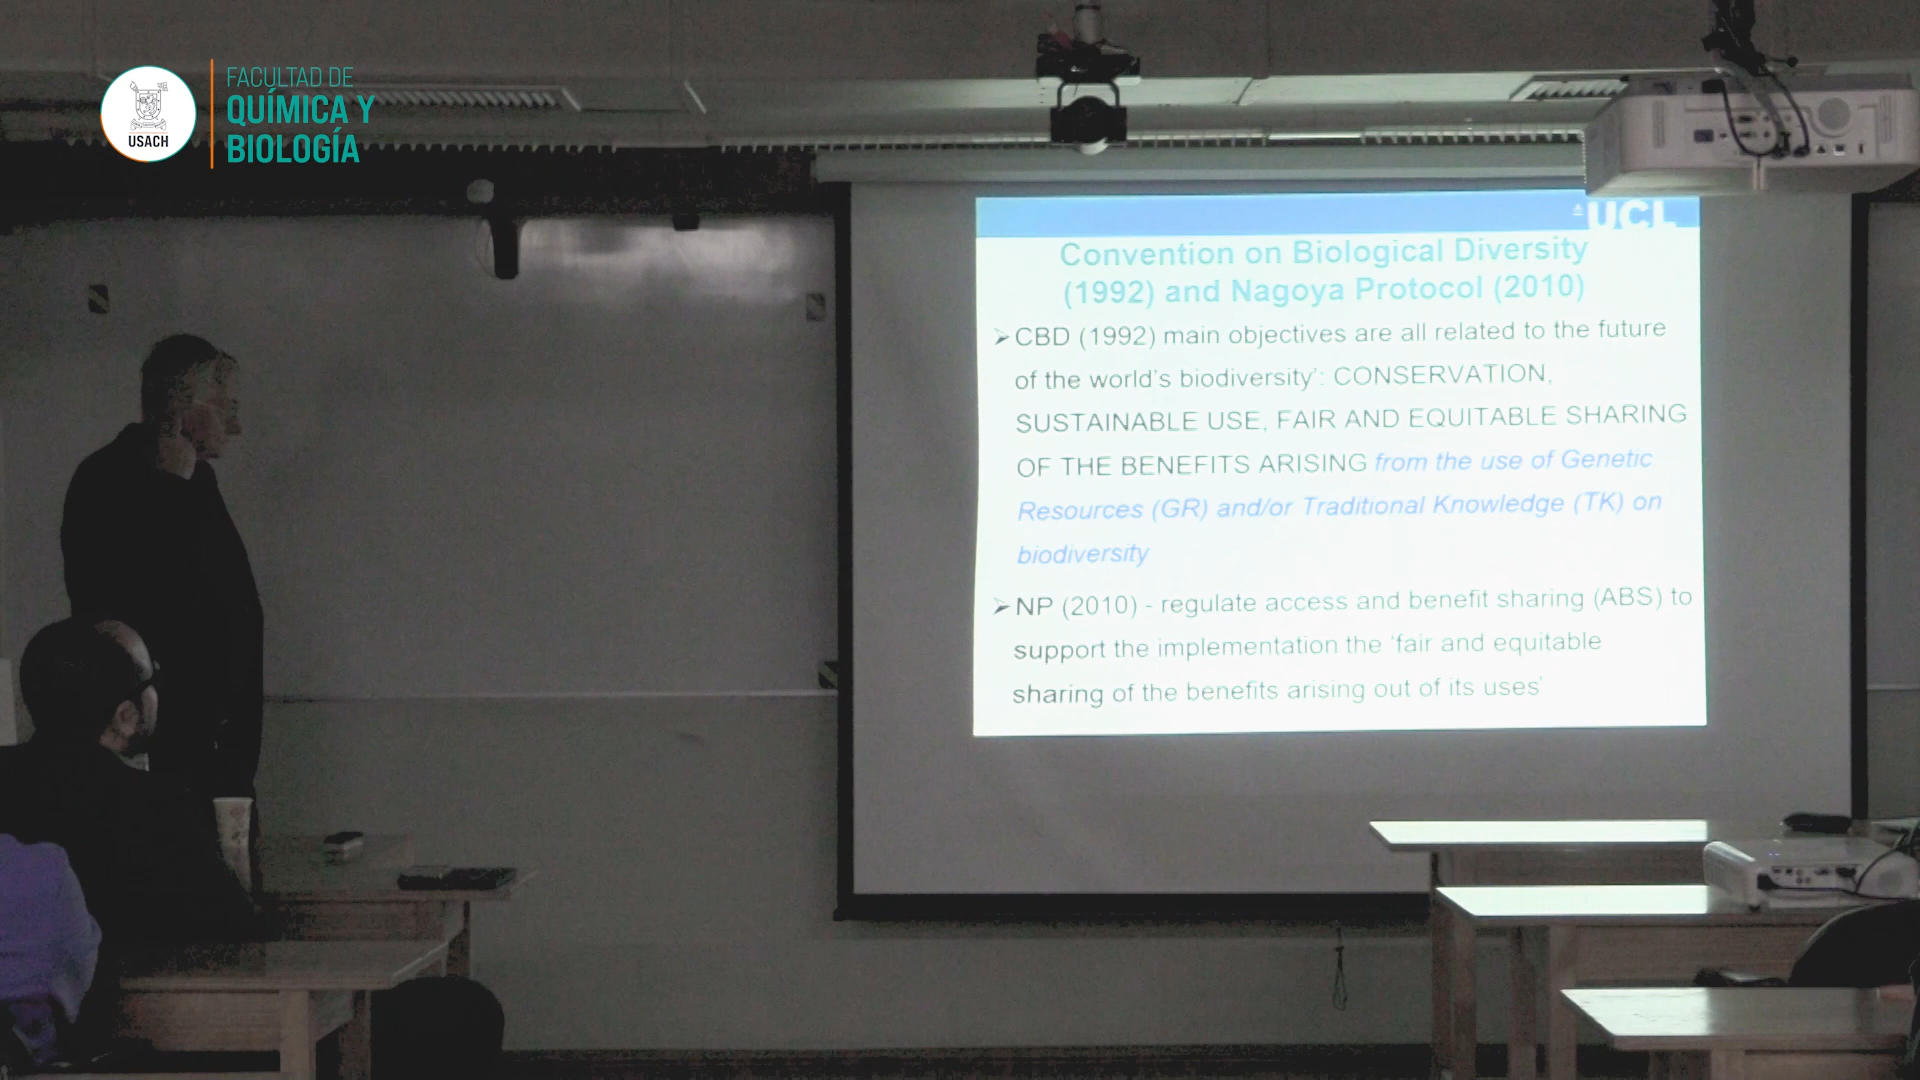 USACH
FACULTAD DE
QUÍMICA Y
BIOLOGÍA
UCL
Convention on Biological Diversity
(1992) and Nagoya Protocol (2010)
➢CBD (1992) main objectives are all related to the future
of the world's biodiversity': CONSERVATION,
SUSTAINABLE USE, FAIR AND EQUITABLE SHARING
OF THE BENEFITS ARISING from the use of Genetic
Resources (GR) and/or Traditional Knowledge (TK) on
biodiversity
➢NP (2010) - regulate access and benefit sharing (ABS) to
support the implementation the 'fair and equitable
sharing of the benefits arising out of its uses'